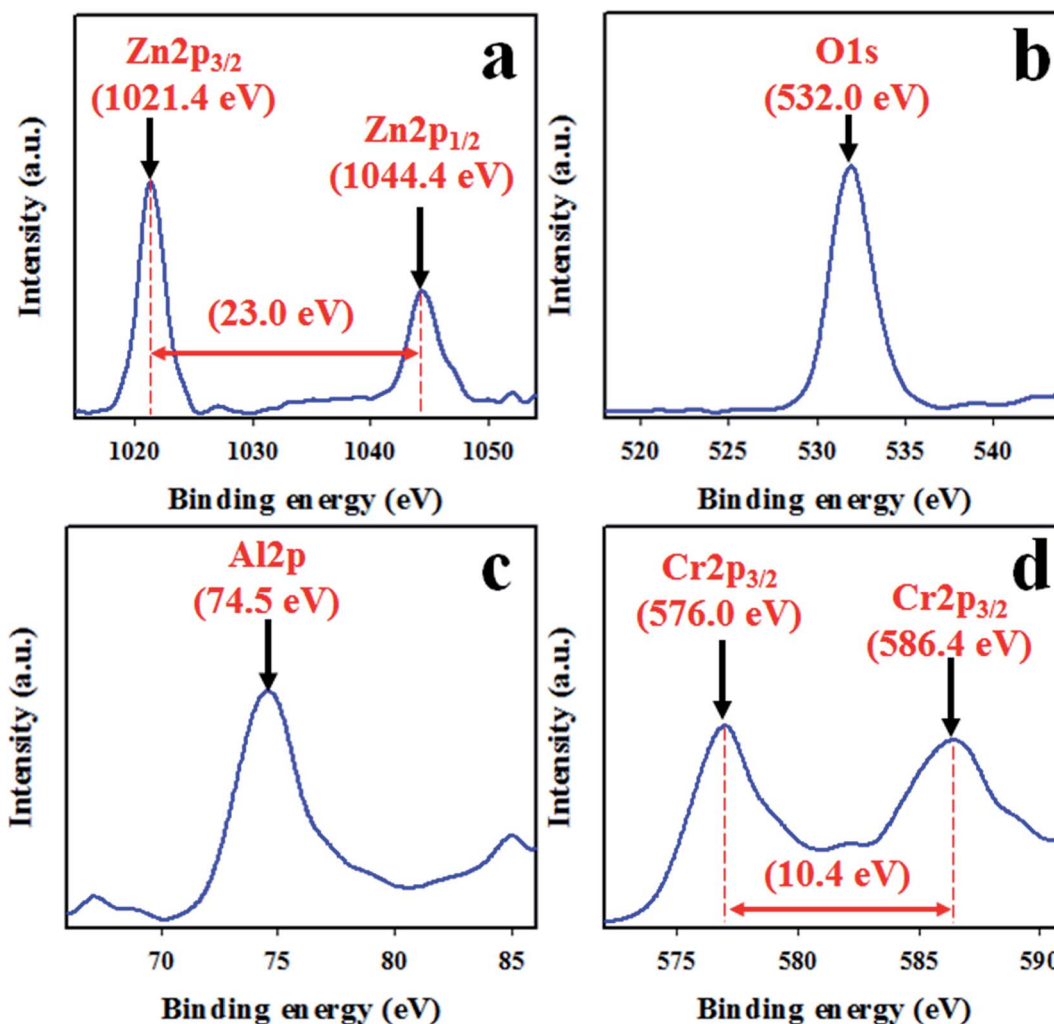 a
Zn2p3/2
(1021.4 eV)
Zn2p1/2
(1044.4 eV)
(23.0 eV)
Intensity (a.u.)
1020 1030 1040 1050
Binding energy (eV)
b
O1s
(532.0 eV)
Intensity (a.u.)
520 525 530 535 540
Binding energy (eV)
c
Al2p
(74.5 eV)
Intensity (a.u.)
70 75 80 85
Binding energy (eV)
d
Cr2p3/2
(576.0 eV)
Cr2p3/2
(586.4 eV)
(10.4 eV)
Intensity (a.u.)
575 580 585 590
Binding energy (eV)